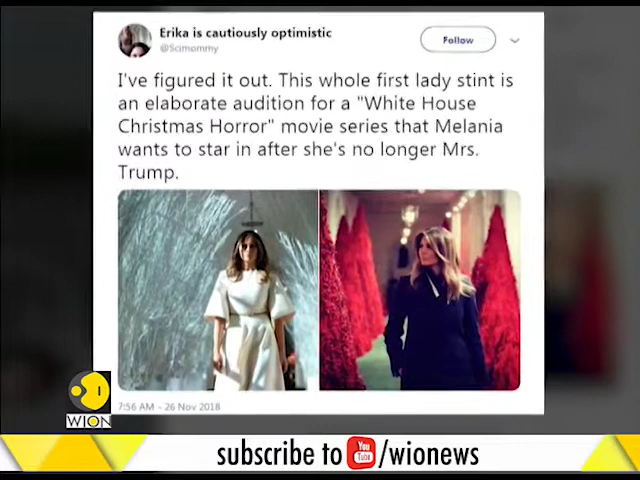 Erika is cautiously optimistic
@Scimommy
Follow
I've figured it out. This whole first lady stint is
an elaborate audition for a "White House
Christmas Horror" movie series that Melania
wants to star in after she's no longer Mrs.
Trump.
7:56 AM - 26 Nov 2018
WION
subscribe to You Tube /wionews